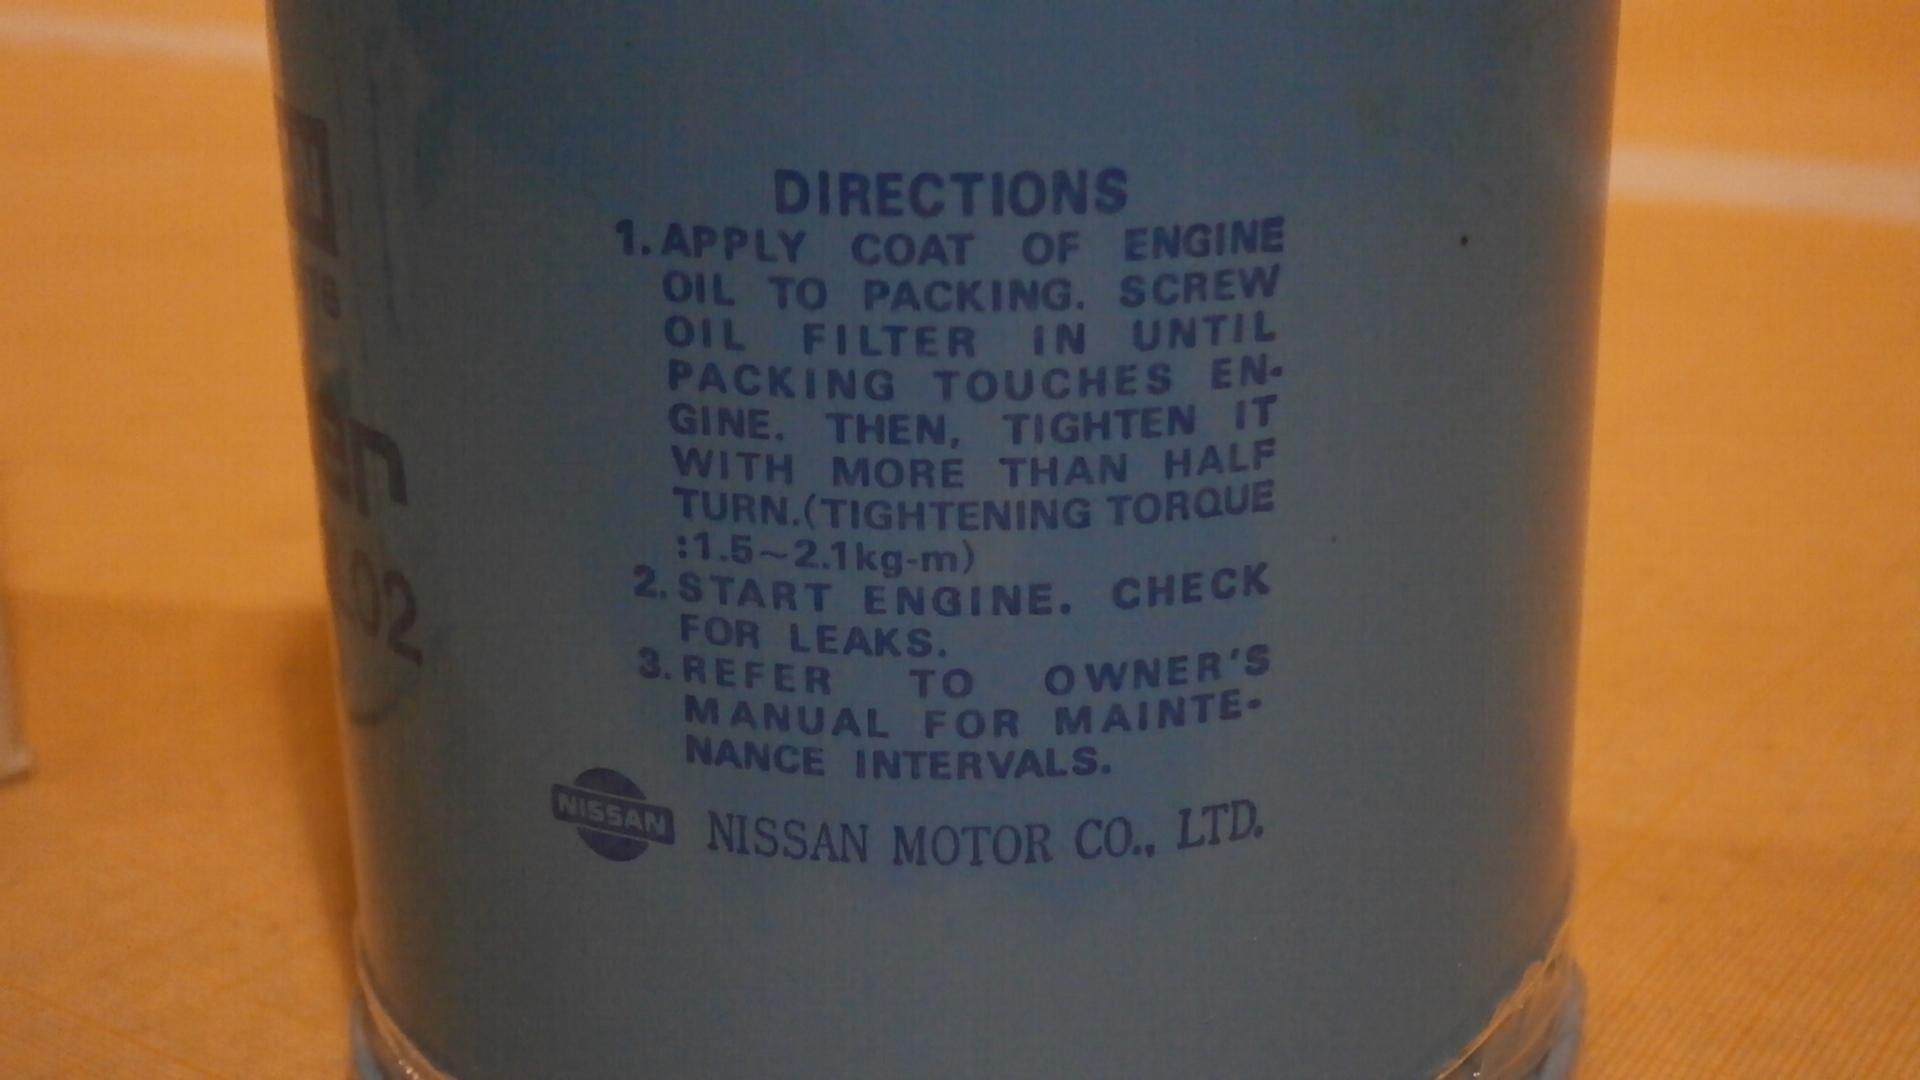 DIRECTIONS
1. APPLY COAT OF ENGINE
OIL TO PACKING. SCREW
OIL FILTER IN UNTIL
PACKING TOUCHES EN-
GINE. THEN, TIGHTEN IT
WITH MORE THAN HALF
TURN.(TIGHTENING TORQUE
:1.5~2.1kg-m)
2. START ENGINE. CHECK
FOR LEAKS.
3. REFER TO OWNER'S
MANUAL FOR MAINTE-
NANCE INTERVALS.
NISSAN NISSAN MOTOR CO., LTD.